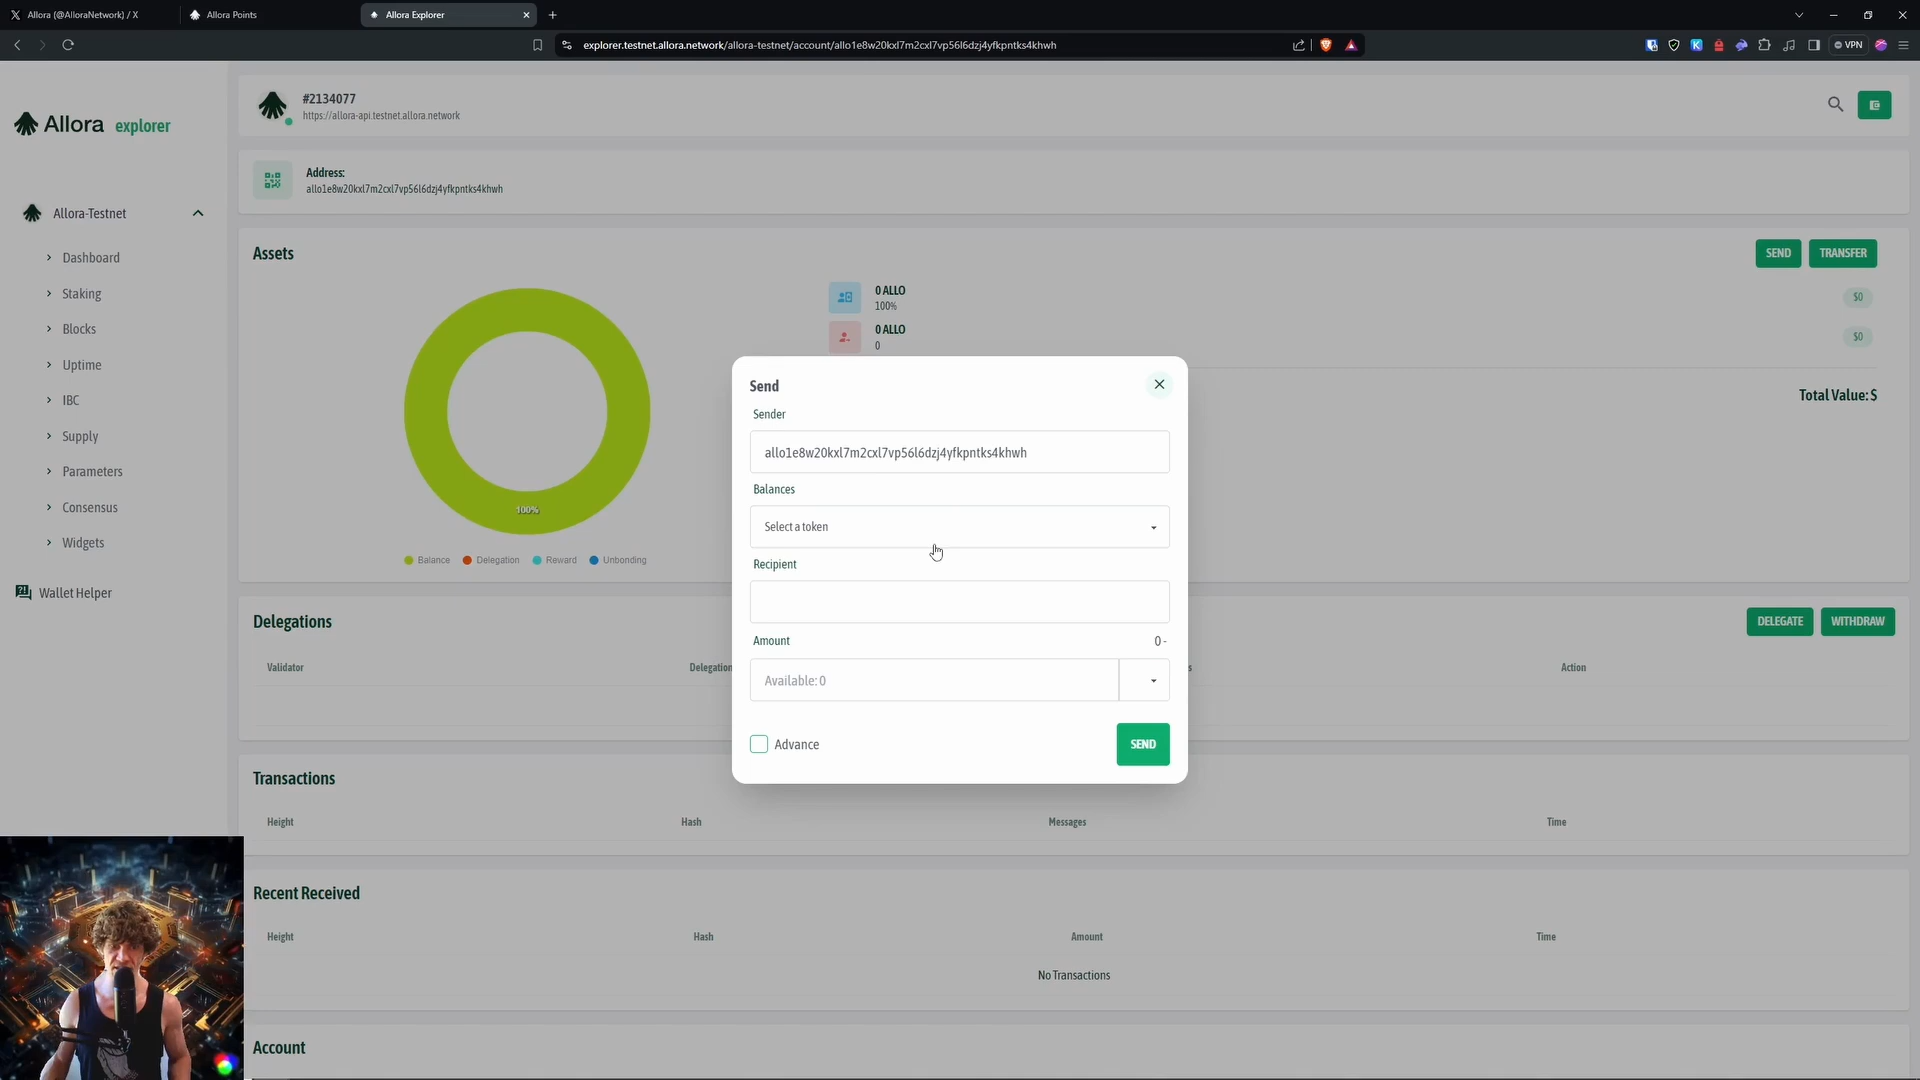 Allora (@AlloraNetwork) / X
Allora Points
Allora Explorer
explorer.testnet.allora.network/allora-testnet/account/allo1e8w20kxl7m2cxl7vp56l6dzj4yfkpntks4khwh
VPN
Allora explorer
#2134077
https://allora-api.testnet.allora.network
Address:
allo1e8w20kxl7m2cxl7vp56l6dzj4yfkpntks4khwh
Allora-Testnet
Dashboard
Staking
Blocks
Uptime
IBC
Supply
Parameters
Consensus
Widgets
Wallet Helper
Assets
SEND
TRANSFER
0 ALLO
100%
$0
0 ALLO
0
$0
Total Value: $
100%
Balance
Delegation
Reward
Unbonding
Send
Sender
allo1e8w20kxl7m2cxl7vp56l6dzj4yfkpntks4khwh
Balances
Select a token
Recipient
Amount
0 -
Available: 0
Advance
SEND
Delegations
DELEGATE
WITHDRAW
Validator
Delegation
s
Action
Transactions
Height
Hash
Messages
Time
Recent Received
Height
Hash
Amount
Time
No Transactions
Account